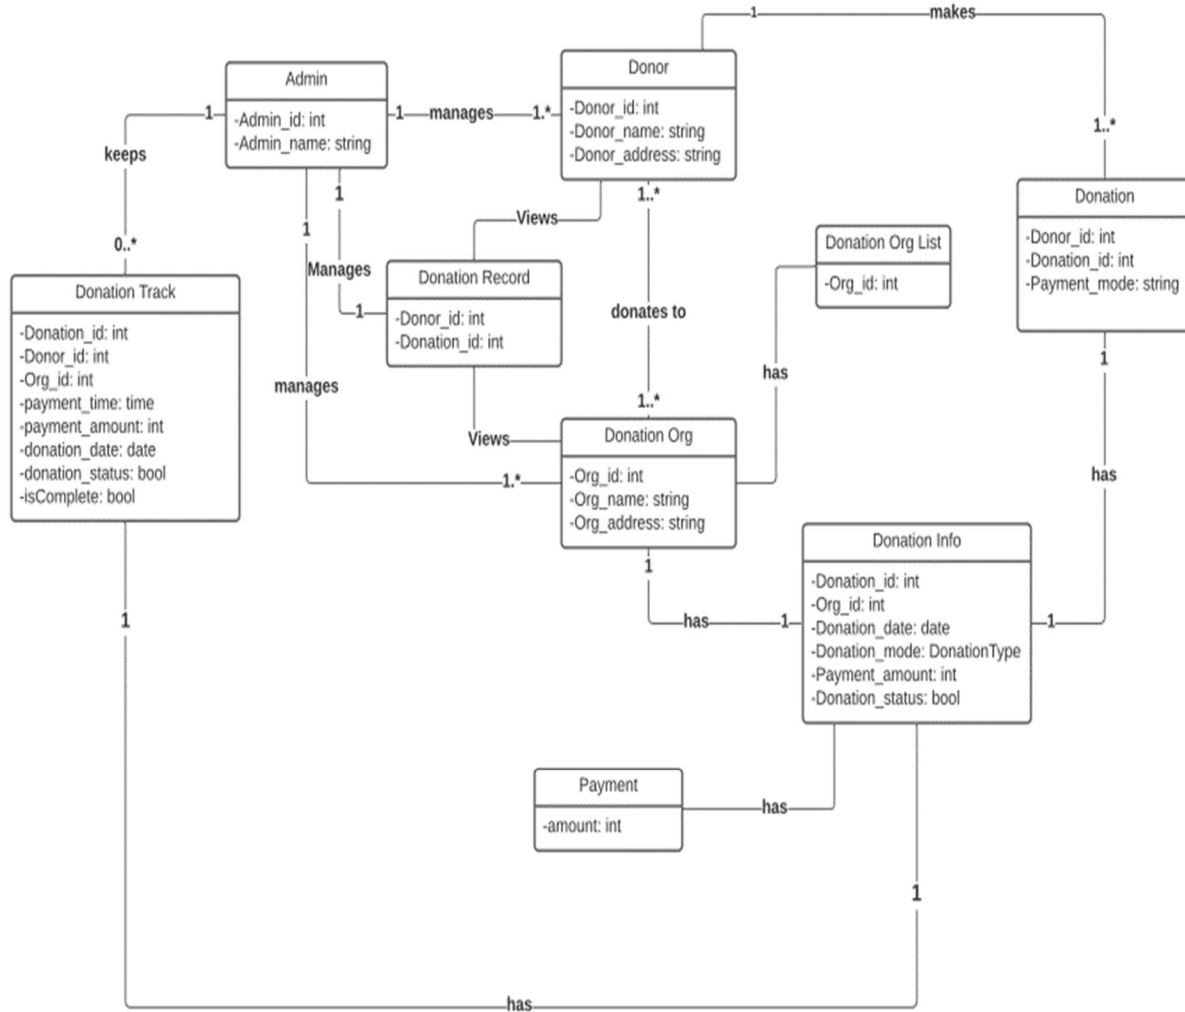 1
makes
1..*
Admin
-Admin_id: int
-Admin_name: string
1
manages
1.*
Donor
-Donor_id: int
-Donor_name: string
-Donor_address: string
1
keeps
0..*
1
1
Manages
1
manages
1.*
Views
Views
1..*
donates to
1..*
Donation
-Donor_id: int
-Donation_id: int
-Payment_mode: string
Donation Org List
-Org_id: int
Donation Record
-Donor_id: int
-Donation_id: int
Donation Track
-Donation_id: int
-Donor_id: int
-Org_id: int
-payment_time: time
-payment_amount: int
-donation_date: date
-donation_status: bool
-isComplete: bool
has
Donation Org
-Org_id: int
-Org_name: string
-Org_address: string
1
has
1
1
has
1
Donation Info
-Donation_id: int
-Org_id: int
-Donation_date: date
-Donation_mode: DonationType
-Payment_amount: int
-Donation_status: bool
Payment
-amount: int
has
1
1
has